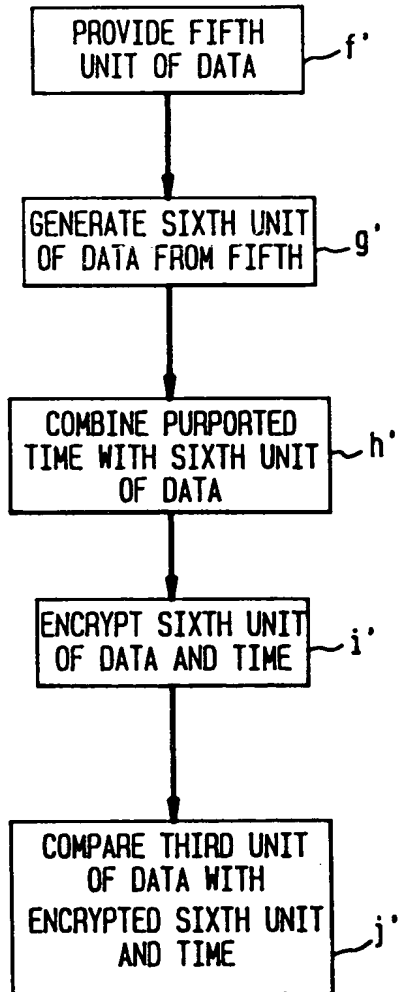 PROVIDE FIFTH
UNIT OF DATA
f'
GENERATE SIXTH UNIT
OF DATA FROM FIFTH
g'
COMBINE PURPORTED
TIME WITH SIXTH UNIT
OF DATA
h'
ENCRYPT SIXTH UNIT
OF DATA AND TIME
i'
COMPARE THIRD UNIT
OF DATA WITH
ENCRYPTED SIXTH UNIT
AND TIME
j'